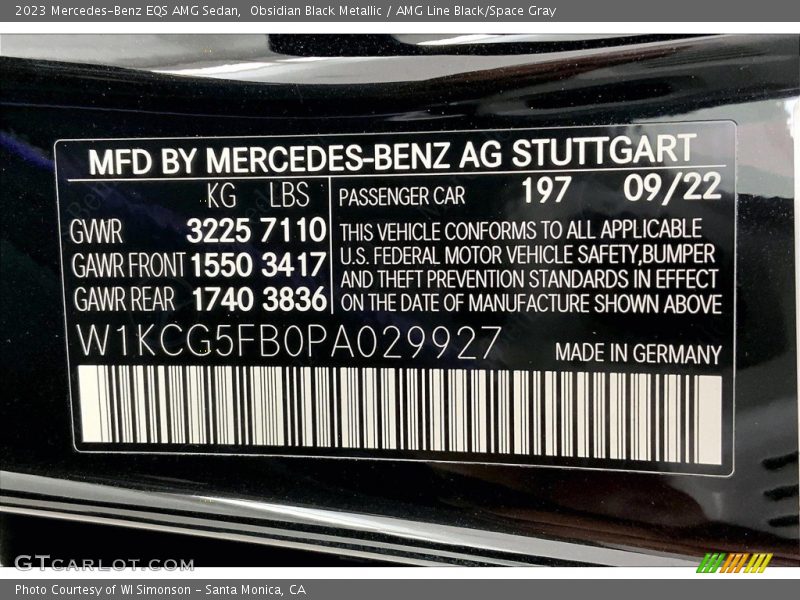 2023 Mercedes-Benz EQS AMG Sedan,  Obsidian Black Metallic / AMG Line Black/Space Gray
MFD BY MERCEDES-BENZ AG STUTTGART
KG LBS
GVWR 3225 7110
GAWR FRONT 1550 3417
GAWR REAR 1740 3836
PASSENGER CAR 197 09/22
THIS VEHICLE CONFORMS TO ALL APPLICABLE
U.S. FEDERAL MOTOR VEHICLE SAFETY,BUMPER
AND THEFT PREVENTION STANDARDS IN EFFECT
ON THE DATE OF MANUFACTURE SHOWN ABOVE
W1KCG5FB0PA029927
MADE IN GERMANY
GTCARLOT.COM
Photo Courtesy of WI Simonson - Santa Monica, CA